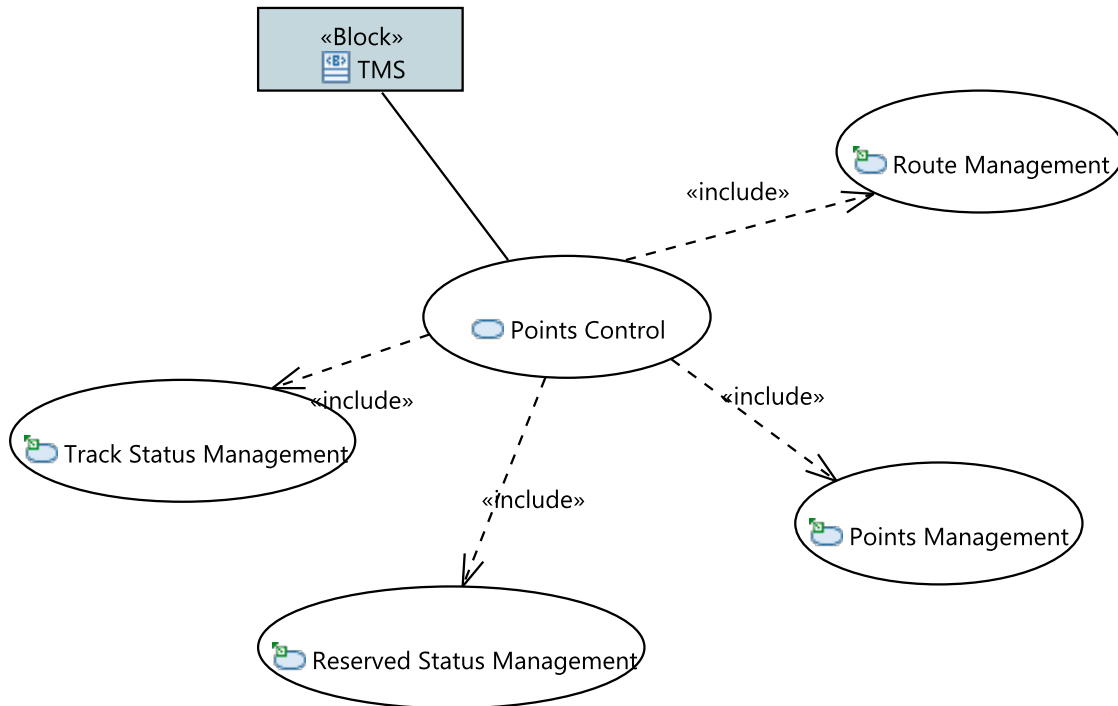 «Block»
TMS
Route Management
«include»
Points Control
«include»
«include»
Track Status Management
«include»
Points Management
Reserved Status Management